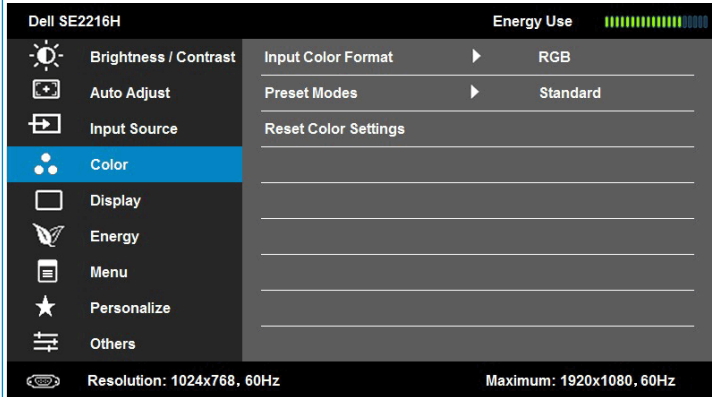 Dell SE2216H Energy Use
Brightness / Contrast Input Color Format RGB
Auto Adjust Preset Modes Standard
Input Source Reset Color Settings
Color
Display
Energy
Menu
Personalize
Others
Resolution: 1024x768, 60Hz Maximum: 1920x1080, 60Hz